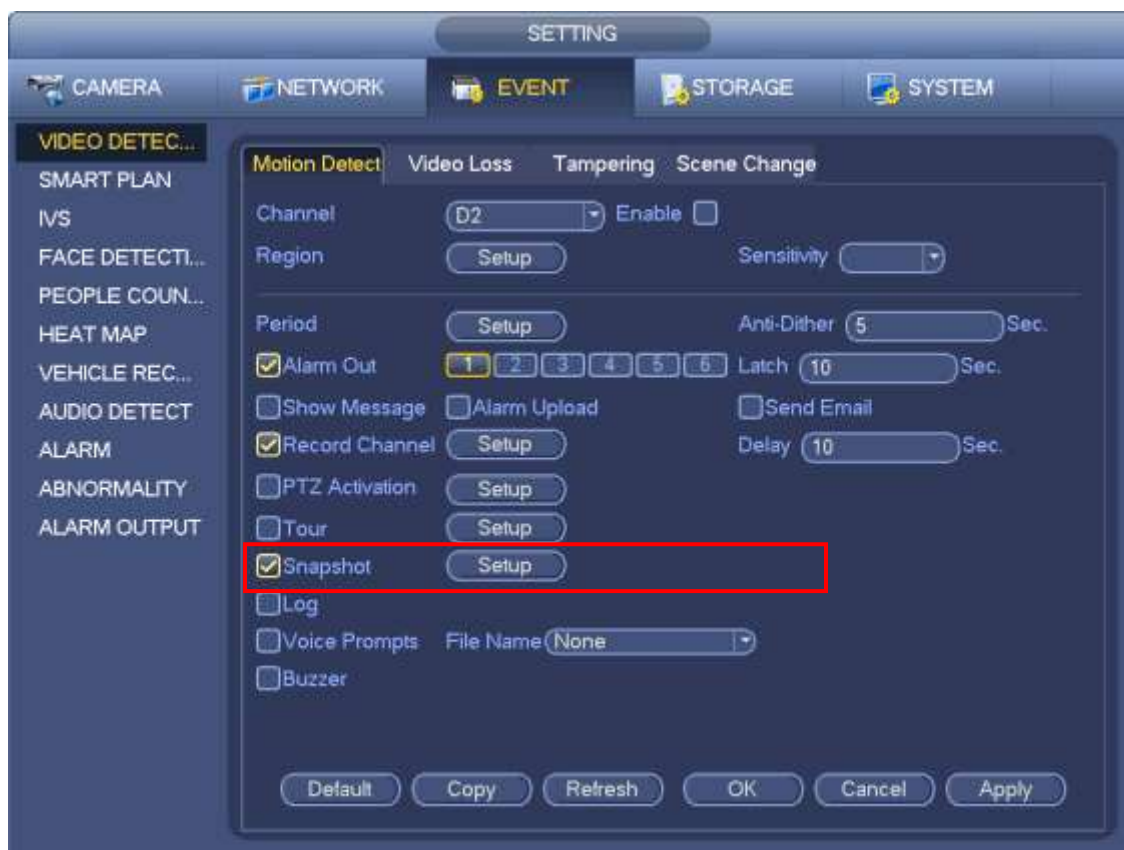 SETTING
CAMERA NETWORK EVENT STORAGE SYSTEM
VIDEO DETEC...
SMART PLAN
IVS
FACE DETECTI...
PEOPLE COUN...
HEAT MAP
VEHICLE REC...
AUDIO DETECT
ALARM
ABNORMALITY
ALARM OUTPUT
Motion Detect Video Loss Tampering Scene Change
Channel D2 Enable
Region Setup Sensitivity
Period Setup Anti-Dither 5 Sec.
Alarm Out 1 2 3 4 5 6 Latch 10 Sec.
Show Message Alarm Upload Send Email
Record Channel Setup Delay 10 Sec.
PTZ Activation Setup
Tour Setup
Snapshot Setup
Log
Voice Prompts File Name None
Buzzer
Default Copy Refresh OK Cancel Apply